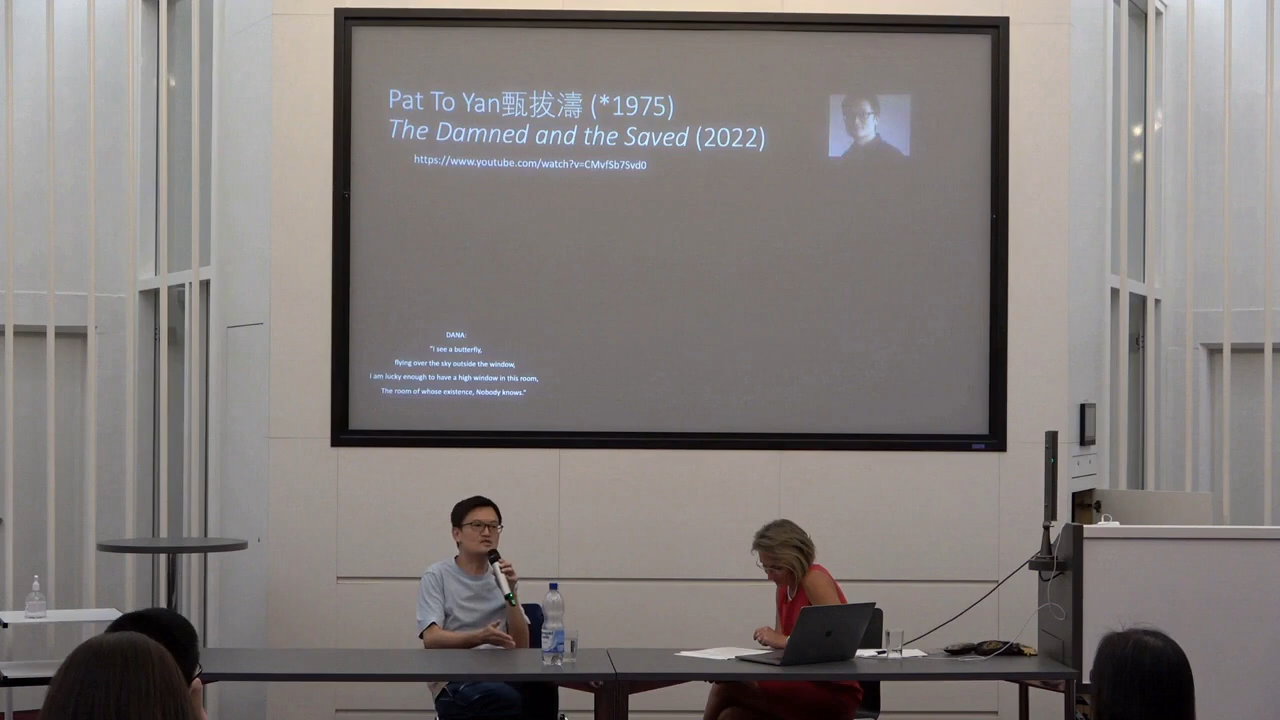 Pat To Yan甄拔濤 (*1975)
The Damned and the Saved (2022)
https://www.youtube.com/watch?v=CMvfSb7Svd0
DANA:
"I see a butterfly,
flying over the sky outside the window,
I am lucky enough to have a high window in this room,
The room of whose existence, Nobody knows."